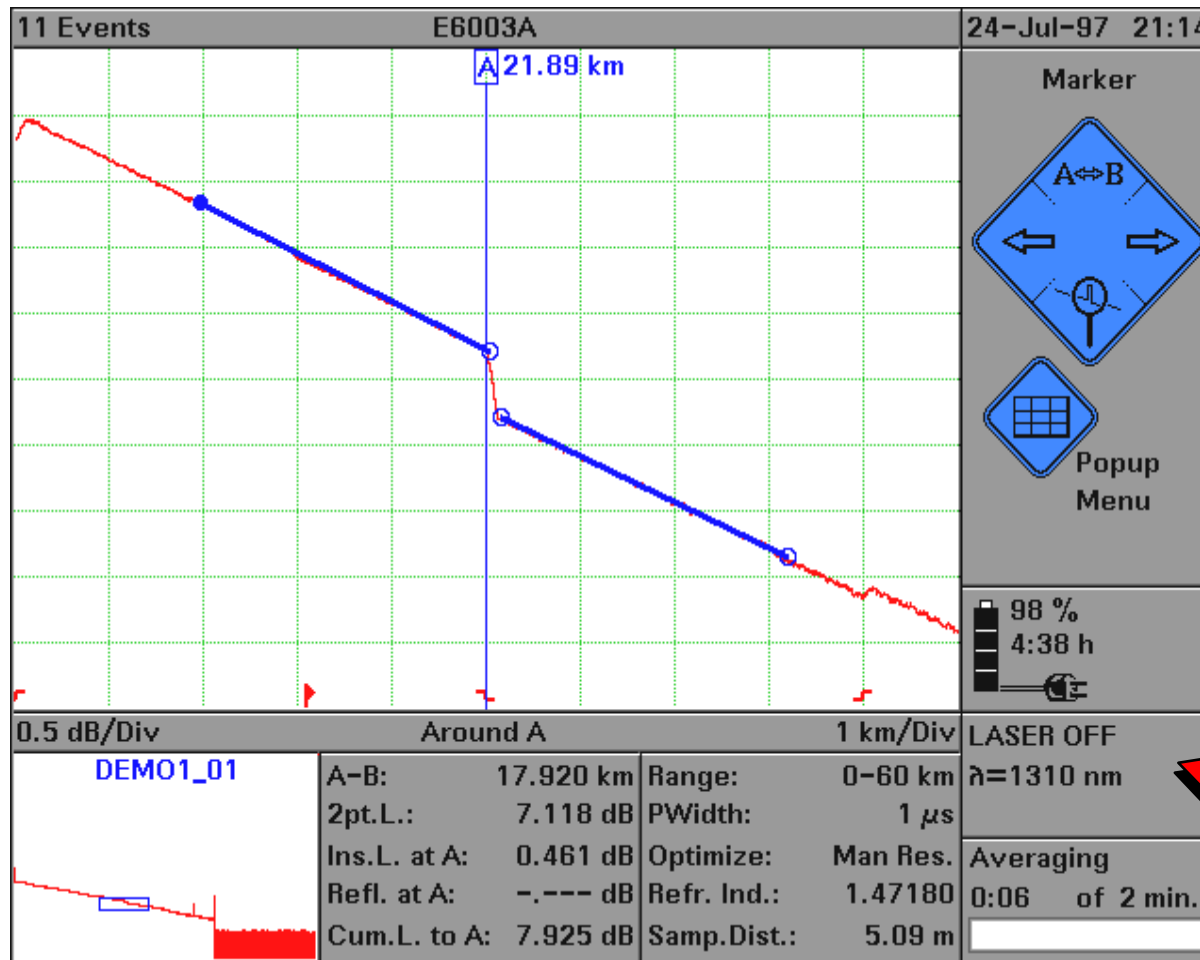 11 Events E6003A 24-Jul-97 21:14
A 21.89 km
Marker
A⇔B
Popup
Menu
98 %
4:38 h
0.5 dB/Div Around A 1 km/Div
LASER OFF
λ=1310 nm
DEMO1_01
A-B: 17.920 km Range: 0-60 km
2pt.L.: 7.118 dB PWidth: 1 µs
Ins.L. at A: 0.461 dB Optimize: Man Res.
Refl. at A: -.--- dB Refr. Ind.: 1.47180
Cum.L. to A: 7.925 dB Samp.Dist.: 5.09 m
Averaging
0:06 of 2 min.